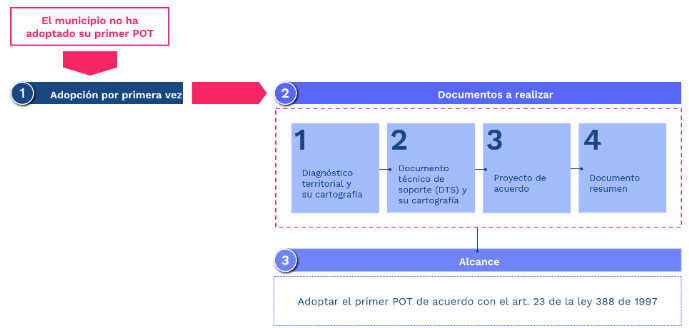 El municipio no ha
adoptado su primer POT
1
Adopción por primera vez
2
Documentos a realizar
1
Diagnóstico
territorial y
su cartografía
2
Documento
técnico de
soporte (DTS) y
su cartografía
3
Proyecto de
acuerdo
4
Documento
resumen
3
Alcance
Adoptar el primer POT de acuerdo con el art. 23 de la ley 388 de 1997